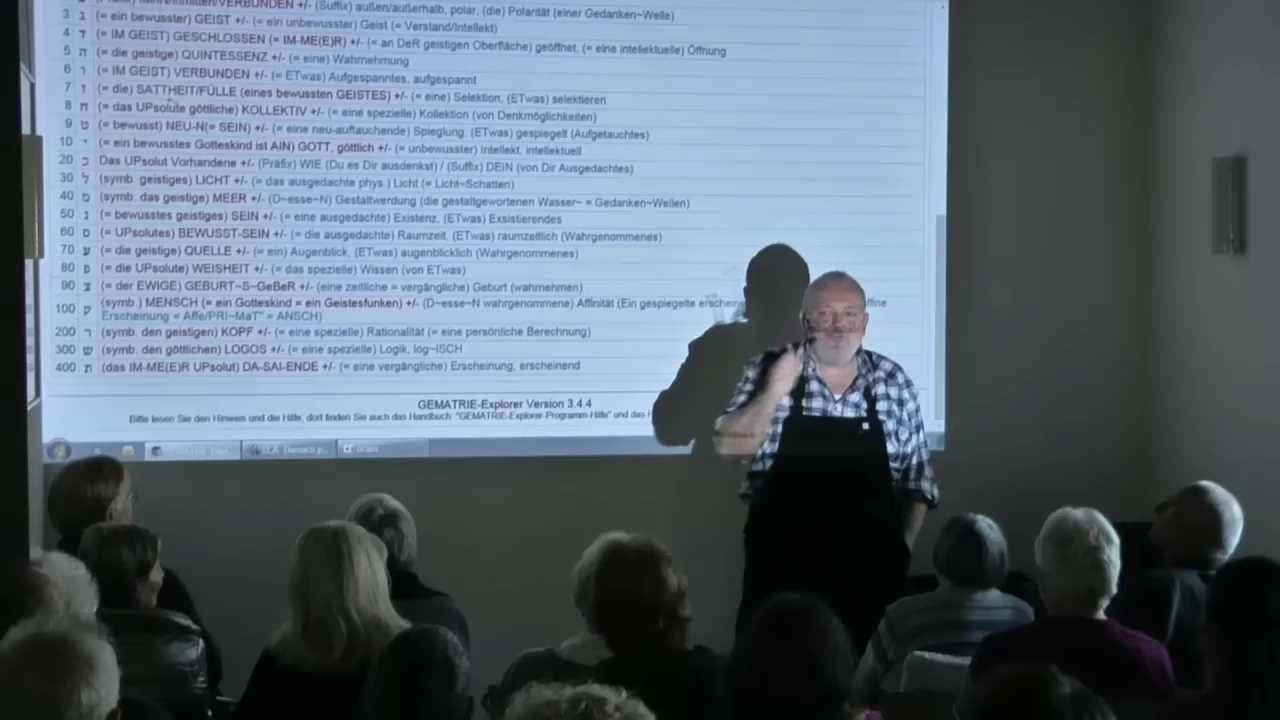 VERBUNDEN +/- (Suffix) außen/außerhalb, polar, (die) Polarität (einer Gedanken~Welle)
3 ג (= ein bewusster) GEIST +/- (= ein unbewusster) Geist (= Verstand/Intellekt)
4 ד (= IM GEIST) GESCHLOSSEN (= IM-ME(E)R) +/- (= an DeR geistigen Oberfläche) geöffnet, (= eine intellektuelle) Öffnung
5 ה (= die geistige) QUINTESSENZ +/- (= eine) Wahrnehmung
6 ו (= IM GEIST) VERBUNDEN +/- (= ETwas) Aufgespanntes, aufgespannt
7 ז (= die) SATTHEIT/FÜLLE (eines bewussten GEISTES) +/- (= eine) Selektion, (ETwas) selektieren
8 ח (= das UPsolute göttliche) KOLLEKTIV +/- (= eine spezielle) Kollektion (von Denkmöglichkeiten)
9 ט (= bewusst) NEU-N(= SEIN) +/- (= eine neu-auftauchende) Spieglung, (ETwas) gespiegelt (Aufgetauchtes)
10 י (= ein bewusstes Gotteskind ist AIN) GOTT, göttlich +/- (= unbewusster) Intellekt, intellektuell
20 כ Das UPsolut Vorhandene +/- (Präfix) WIE (Du es Dir ausdenkst) / (Suffix) DEIN (von Dir Ausgedachtes)
30 ל (symb. geistiges) LICHT +/- (= das ausgedachte phys.) Licht (= Licht~Schatten)
40 מ (symb. das geistige) MEER +/- (D~esse~N) Gestaltwerdung (die gestaltgewordenen Wasser~ = Gedanken~Wellen)
50 נ (= bewusstes geistiges) SEIN +/- (= eine ausgedachte) Existenz, (ETwas) Exsistierendes
60 ס (= UPsolutes) BEWUSST-SEIN +/- (= die ausgedachte) Raumzeit, (ETwas) raumzeitlich (Wahrgenommenes)
70 ע (= die geistige) QUELLE +/- (= ein) Augenblick, (ETwas) augenblicklich (Wahrgenommenes)
80 פ (= die UPsolute) WEISHEIT +/- (= das spezielle) Wissen (von ETwas)
90 צ (= der EWIGE) GEBURT~S~GeBeR +/- (eine zeitliche = vergängliche) Geburt (wahrnehmen)
100 ק (symb.) MENSCH (= ein Gotteskind = ein Geistesfunken) +/- (D~esse~N wahrgenommene) Affinität (Ein gespiegelte
Erscheinung = Affe/PRI~MaT" = ANSCH)
200 ר (symb. den geistigen) KOPF +/- (= eine spezielle) Rationalität (= eine persönliche Berechnung)
300 ש (symb. den göttlichen) LOGOS +/- (= eine spezielle) Logik, log~ISCH
400 ת (das IM-ME(E)R UPsolut) DA-SAI-ENDE +/- (= eine vergängliche) Erscheinung, erscheinend
GEMATRIE-Explorer Version 3.4.4
Bitte lesen Sie den Hinweis und die Hilfe, dort finden Sie auch das Handbuch "GEMATRIE-Explorer-Programm-Hilfe" und das